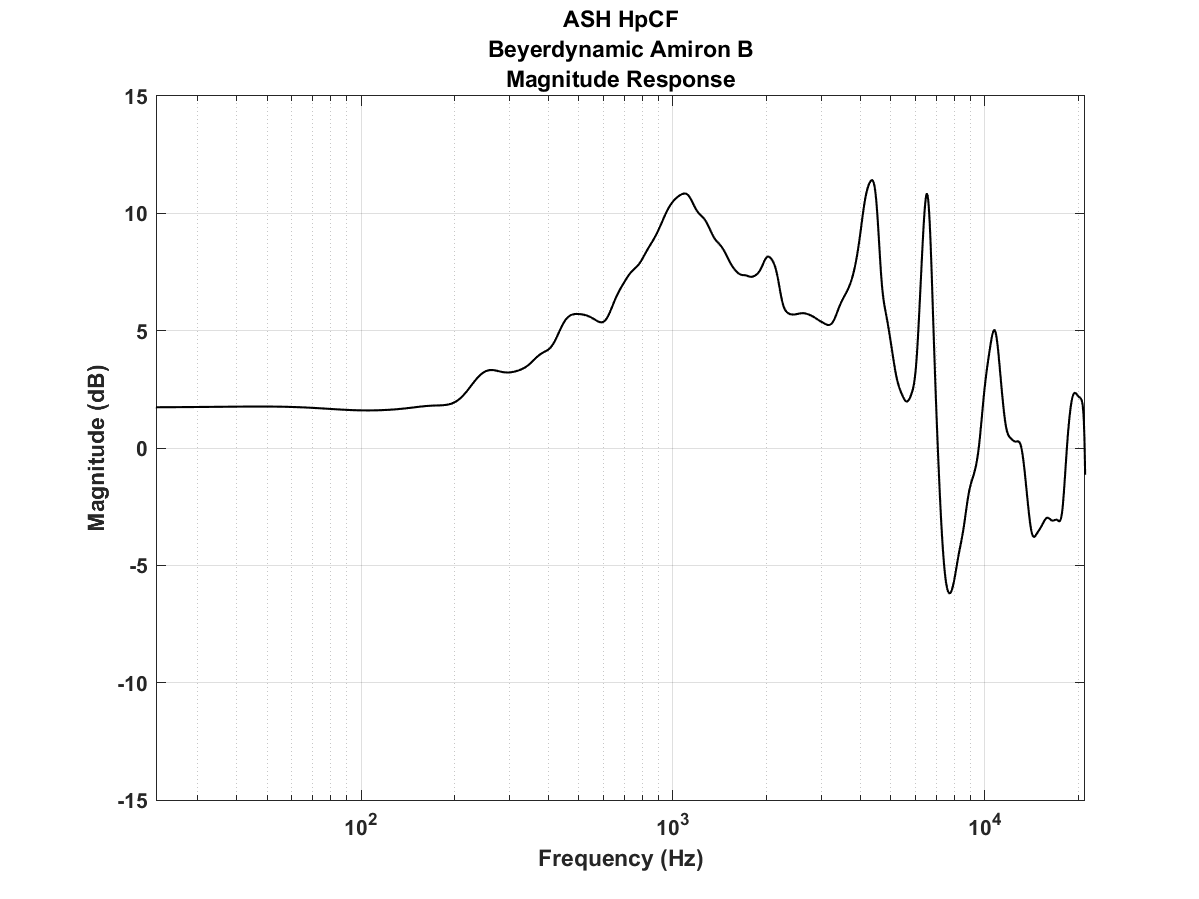 ASH HpCF
Beyerdynamic Amiron B
Magnitude Response
15
10
5
0
-5
-10
-15
Magnitude (dB)
10² 10³ 10⁴
Frequency (Hz)